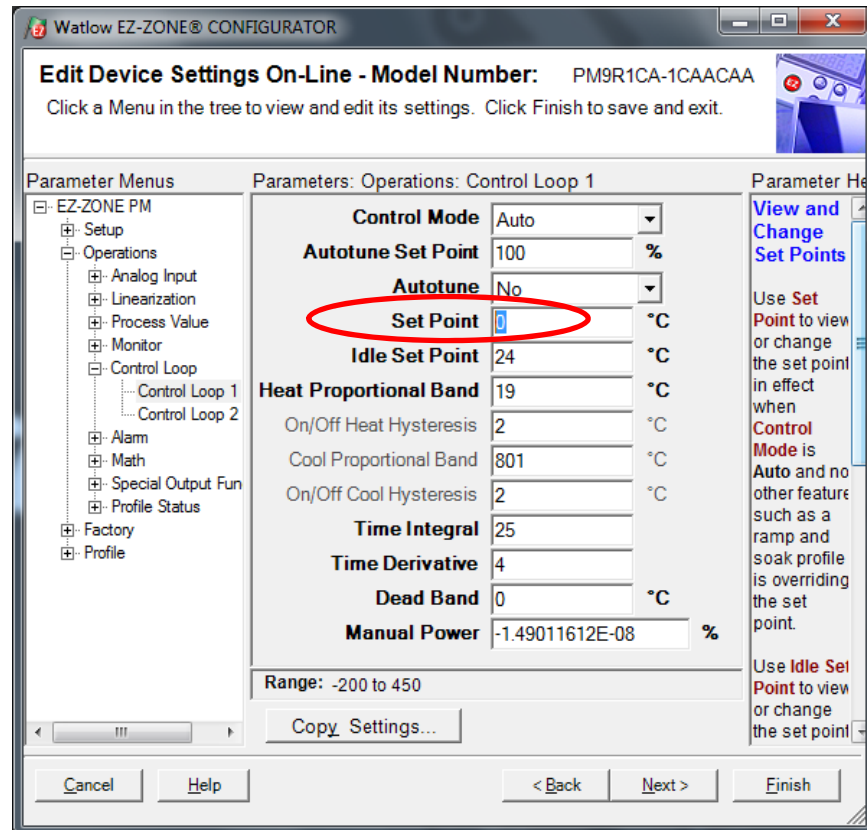 Watlow EZ-ZONE® CONFIGURATOR
Edit Device Settings On-Line - Model Number: PM9R1CA-1CAACAA
Click a Menu in the tree to view and edit its settings. Click Finish to save and exit.
Parameter Menus
EZ-ZONE PM
Setup
Operations
Analog Input
Linearization
Process Value
Monitor
Control Loop
Control Loop 1
Control Loop 2
Alarm
Math
Special Output Fun
Profile Status
Factory
Profile
Parameters: Operations: Control Loop 1
Control Mode Auto
Autotune Set Point 100 %
Autotune No
Set Point 0 °C
Idle Set Point 24 °C
Heat Proportional Band 19 °C
On/Off Heat Hysteresis 2 °C
Cool Proportional Band 801 °C
On/Off Cool Hysteresis 2 °C
Time Integral 25
Time Derivative 4
Dead Band 0 °C
Manual Power -1.49011612E-08 %
Range: -200 to 450
Copy Settings...
Parameter He
View and
Change
Set Points
Use Set
Point to view
or change
the set point
in effect
when
Control
Mode is
Auto and no
other feature
such as a
ramp and
soak profile
is overriding
the set
point.
Use Idle Set
Point to view
or change
the set point
Cancel
Help
< Back
Next >
Finish